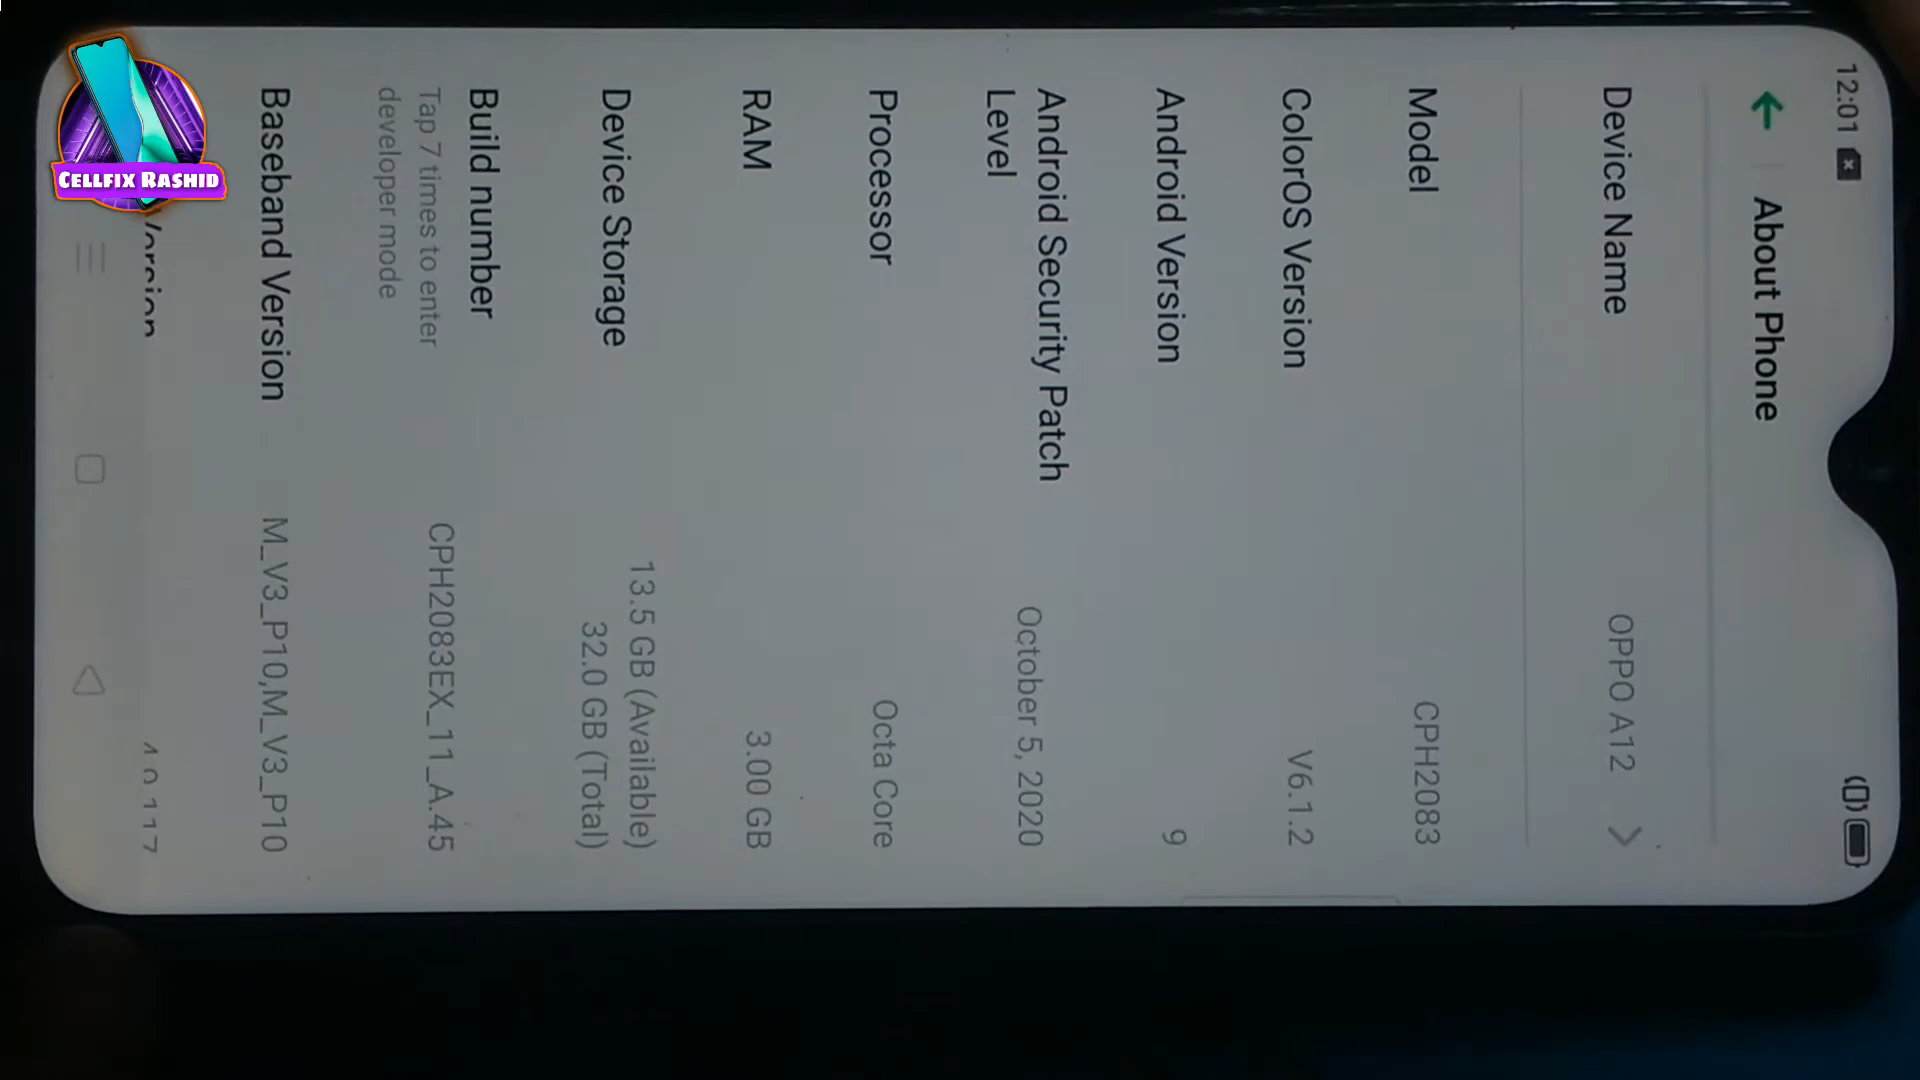 12:01
About Phone
Device Name
OPPO A12
Model
CPH2083
ColorOS Version
V6.1.2
Android Version
9
Android Security Patch
Level
October 5, 2020
Processor
Octa Core
RAM
3.00 GB
Device Storage
13.5 GB (Available)
32.0 GB (Total)
Build number
Tap 7 times to enter
developer mode
CPH2083EX_11_A.45
Baseband Version
M_V3_P10,M_V3_P10
Version
CELLFIX RASHID